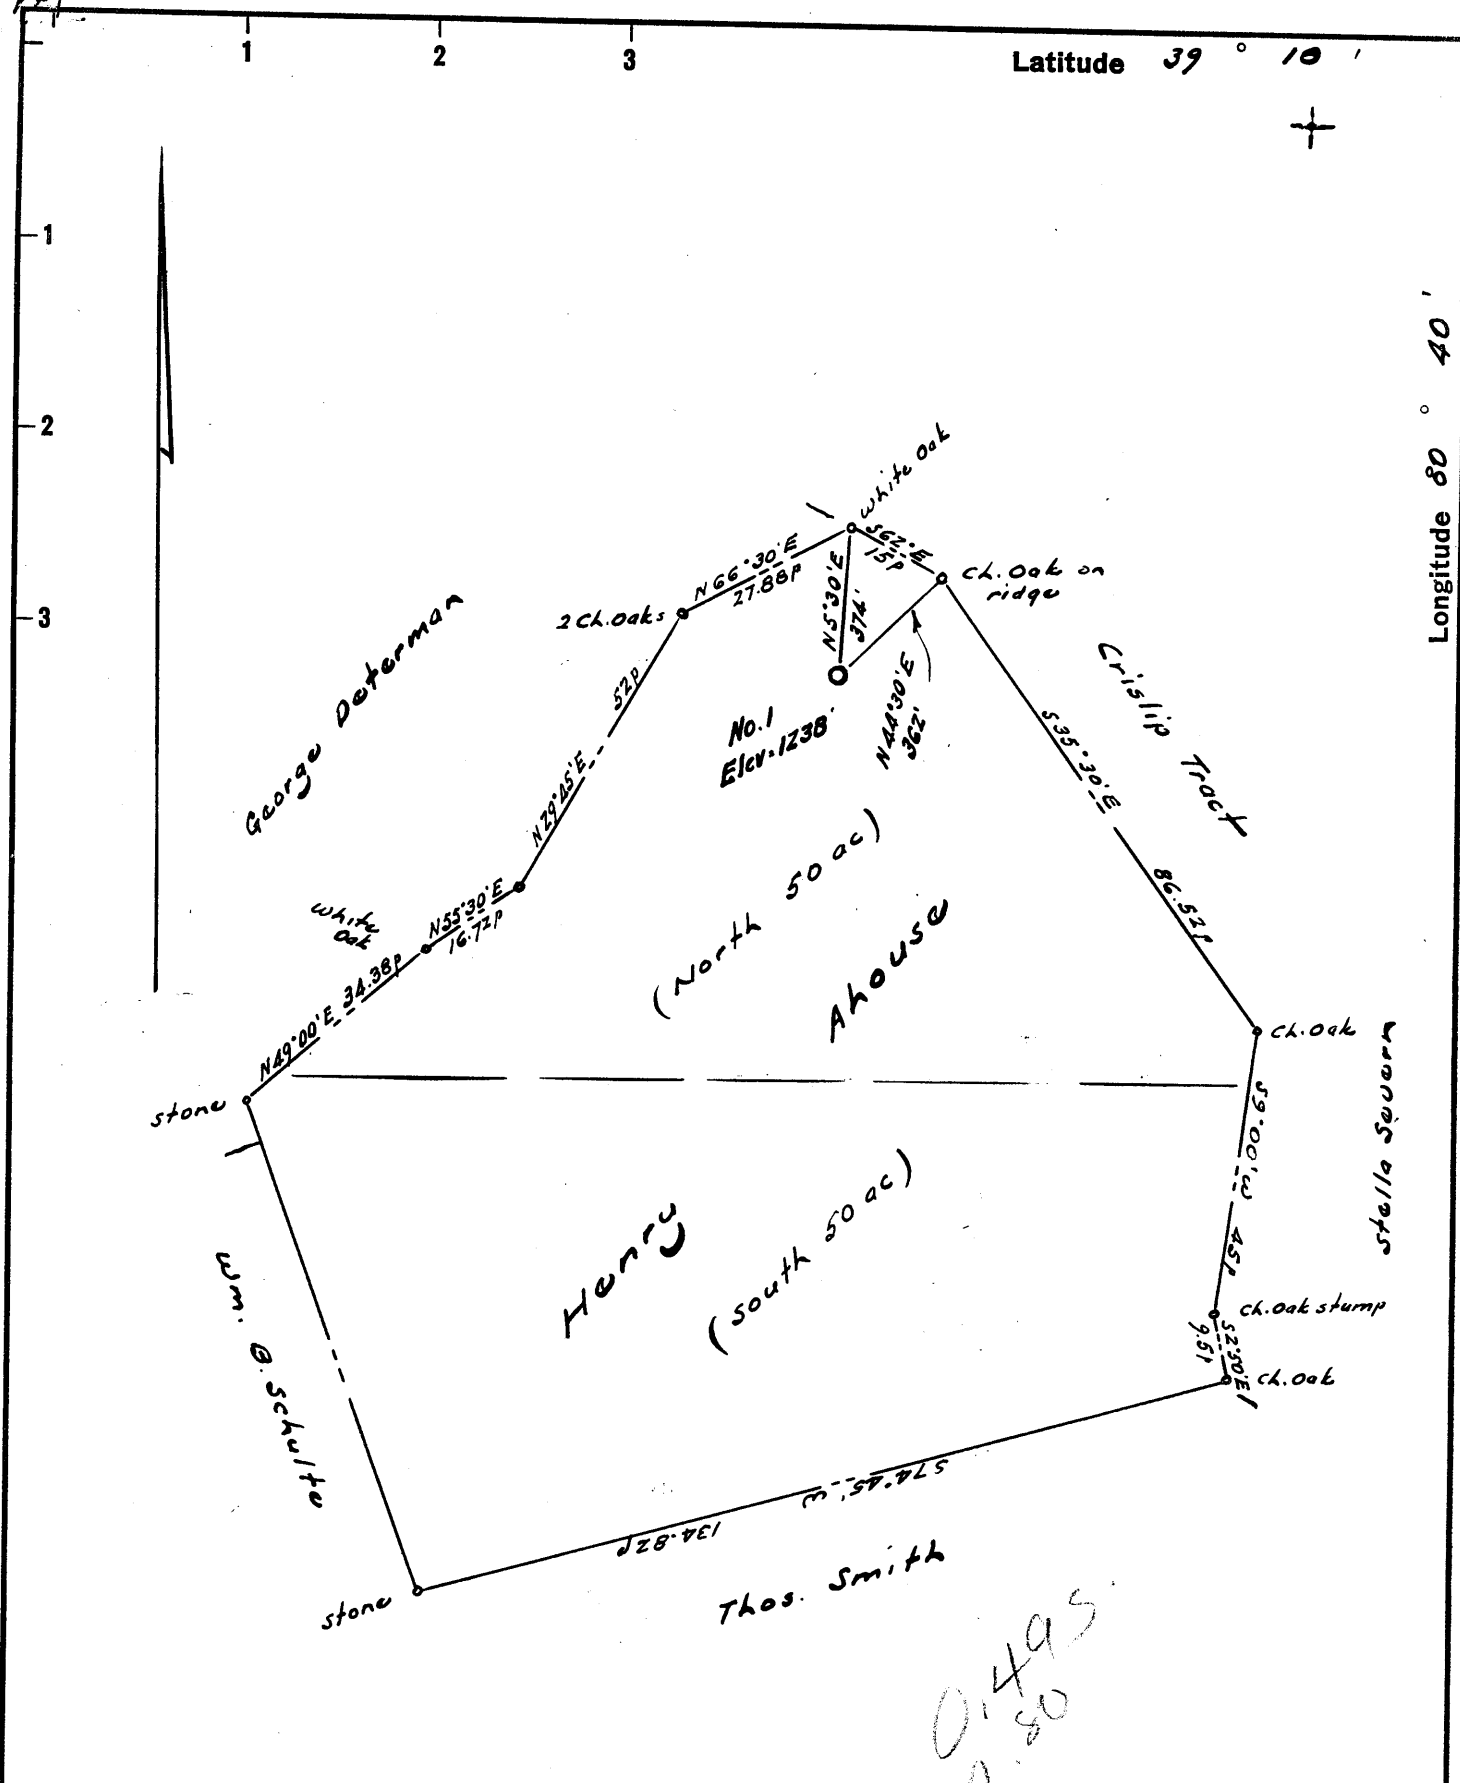 1
2
3
Latitude 39 ° 10 '
1
2
3
Longitude 80 ° 40 '
White Oak
S62°E
15p
N66°30'E
27.88p
Ch. Oak on
ridge
2 Ch. Oaks
N5°30'E
374'
N44°30'E
362'
No. 1
Elev=1238'
52p
N29°45'E
George Determan
Crislip Tract
S35°30'E
86.52p
(North 50 ac)
Ahouse
White
Oak
N55°30'E
16.72p
N49°00'E 34.38p
stone
Ch. Oak
S9°00'W 45p
Stella Severn
Henry
(South 50 ac)
Ch. Oak stump
S2°50'E
9.5p
Ch. Oak
Wm. B. Schulte
S74°45'W
134.82p
stone
Thos. Smith
0.49 S